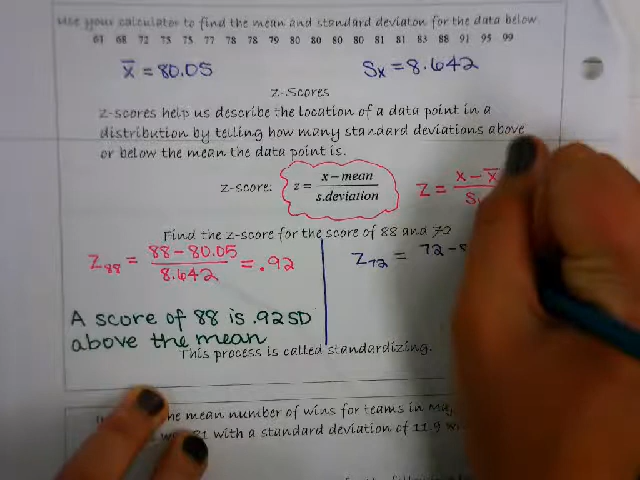 Use your calculator to find the mean and standard deviaton for the data below.
61 68 72 75 75 77 78 78 79 80 80 80 80 81 81 83 88 91 95 99
x̄ = 80.05 Sx = 8.642
z-Scores
z-scores help us describe the location of a data point in a
distribution by telling how many standard deviations above
or below the mean the data point is.
z-score: z = x – mean / s.deviation z = x – x̄ / Sx
Find the z-score for the score of 88 and 72
Z88 = 88 – 80.05 / 8.642 = .92 Z72 = 72 –
A score of 88 is .92 SD
above the mean
This process is called standardizing.
the mean number of wins for teams in Maj
81 with a standard deviation of 11.9